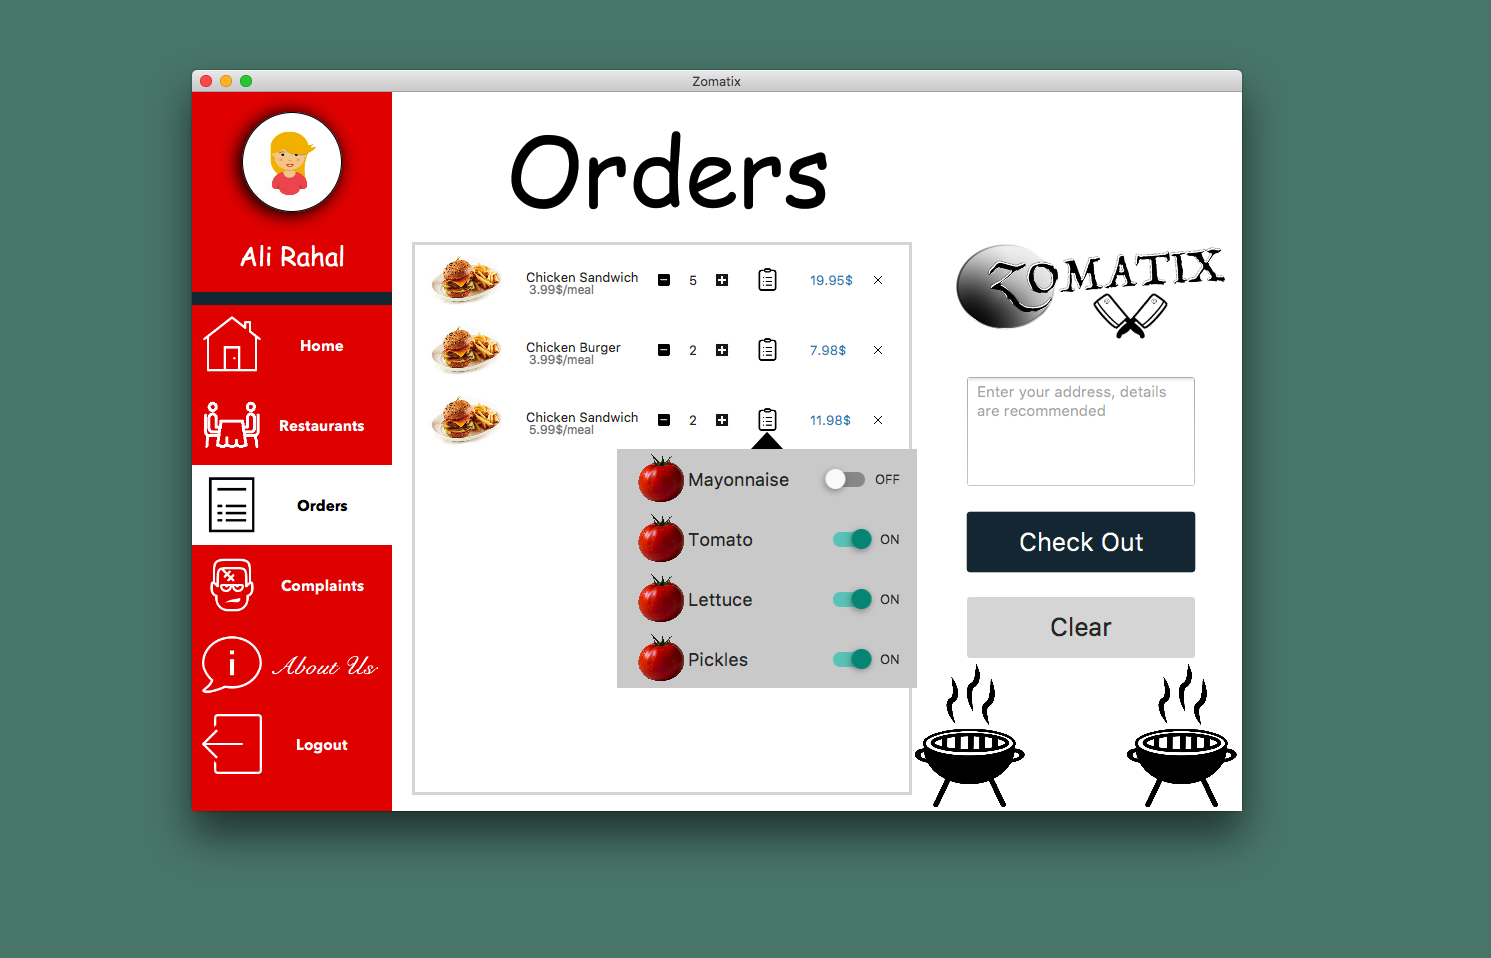 Zomatix
Ali Rahal
Home
Restaurants
Orders
Complaints
About Us
Logout
Orders
Chicken Sandwich
3.99$/meal
5
19.95$
Chicken Burger
3.99$/meal
2
7.98$
Chicken Sandwich
5.99$/meal
2
11.98$
Mayonnaise OFF
Tomato ON
Lettuce ON
Pickles ON
ZOMATIX
Enter your address, details
are recommended
Check Out
Clear